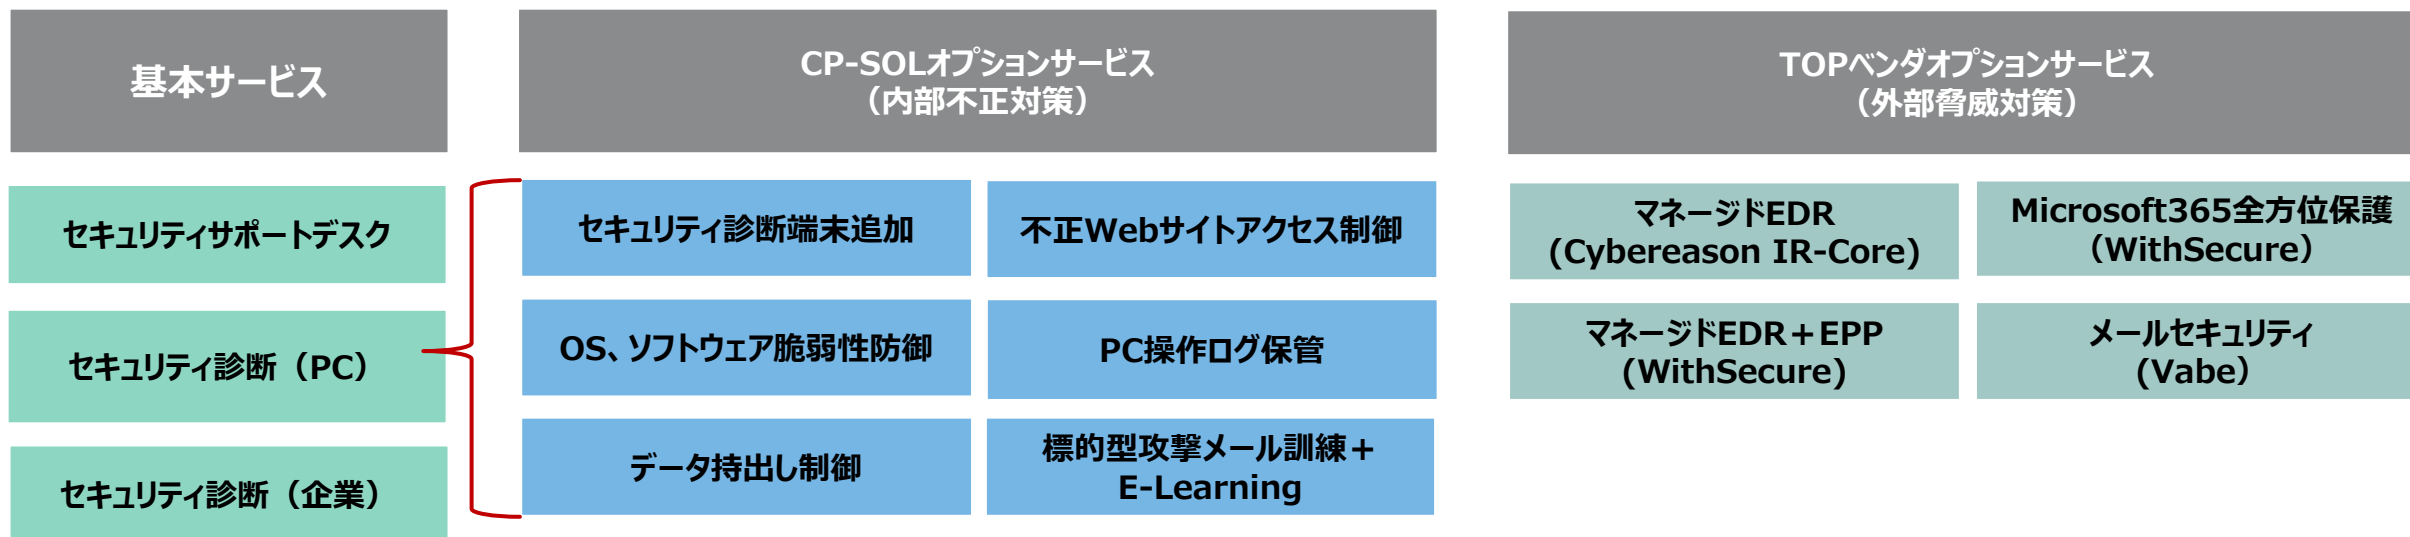 基本サービス
CP-SOLオプションサービス
（内部不正対策）
TOPベンダオプションサービス
（外部脅威対策）
セキュリティサポートデスク
セキュリティ診断（PC）
セキュリティ診断（企業）
セキュリティ診断端末追加
不正Webサイトアクセス制御
OS、ソフトウェア脆弱性防御
PC操作ログ保管
データ持出し制御
標的型攻撃メール訓練＋
E-Learning
マネージドEDR
(Cybereason IR-Core)
Microsoft365全方位保護
（WithSecure）
マネージドEDR＋EPP
(WithSecure)
メールセキュリティ
(Vabe）